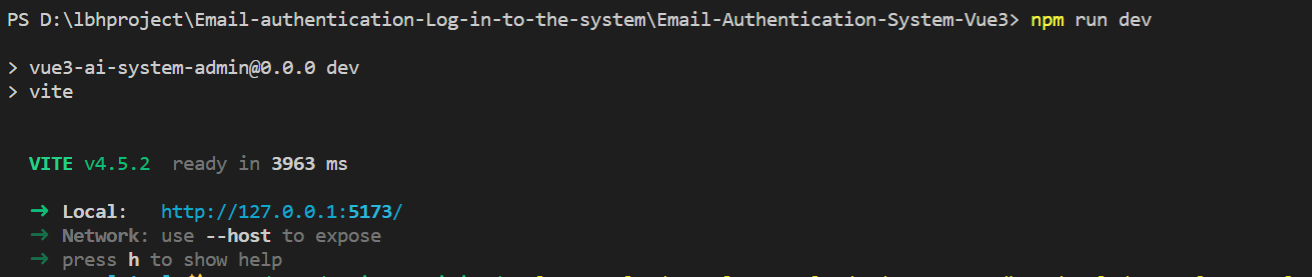 PS D:\lbhproject\Email-authentication-Log-in-to-the-system\Email-Authentication-System-Vue3> npm run dev
> vue3-ai-system-admin@0.0.0 dev
> vite
VITE v4.5.2 ready in 3963 ms
➜ Local: http://127.0.0.1:5173/
➜ Network: use --host to expose
➜ press h to show help